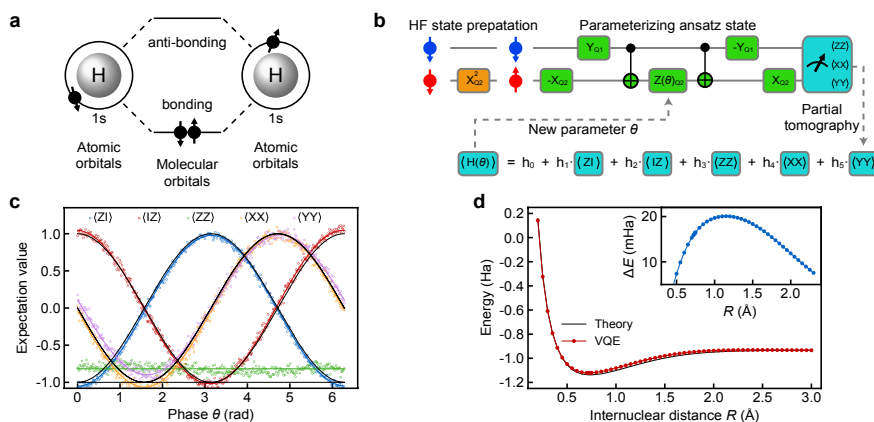 a
anti-bonding
H
H
bonding
1s
1s
Atomic
orbitals
Molecular
orbitals
Atomic
orbitals
b
HF state prepatation
Parameterizing ansatz state
Y_Q1
-Y_Q1
X²_Q2
-X_Q2
Z(θ)_Q2
X_Q2
⟨ZZ⟩
⟨XX⟩
⟨YY⟩
New parameter θ
Partial
tomography
⟨H(θ)⟩ = h₀ + h₁·⟨ZI⟩ + h₂·⟨IZ⟩ + h₃·⟨ZZ⟩ + h₄·⟨XX⟩ + h₅·⟨YY⟩
c
⟨ZI⟩ ⟨IZ⟩ ⟨ZZ⟩ ⟨XX⟩ ⟨YY⟩
Expectation value
1.0
0.5
0.0
-0.5
-1.0
0 1 2 3 4 5 6
Phase θ (rad)
d
Energy (Ha)
0.2
0.0
-0.2
-0.4
-0.6
-0.8
-1.0
-1.2
0.5 1.0 1.5 2.0 2.5 3.0
Internuclear distance R (Å)
Theory
VQE
ΔE
(mHa)
20
10
0.5 1.0 1.5 2.0
R (Å)